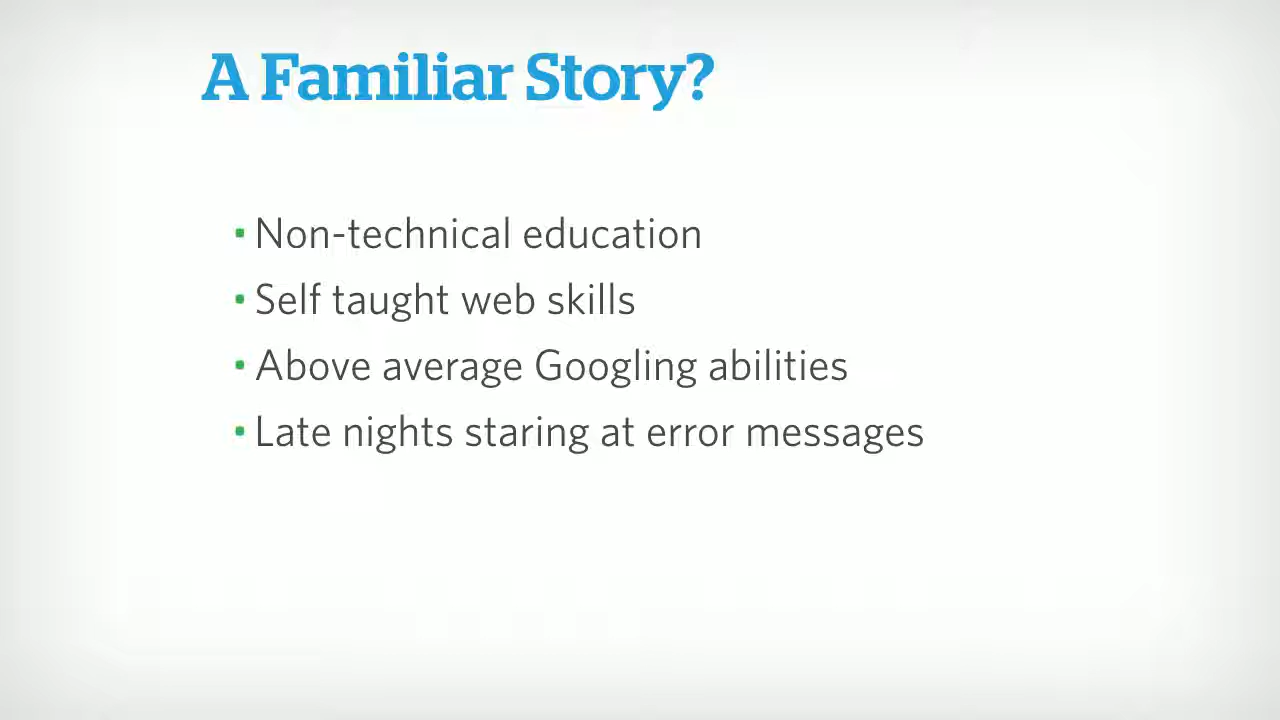 A Familiar Story?
• Non-technical education
• Self taught web skills
• Above average Googling abilities
• Late nights staring at error messages